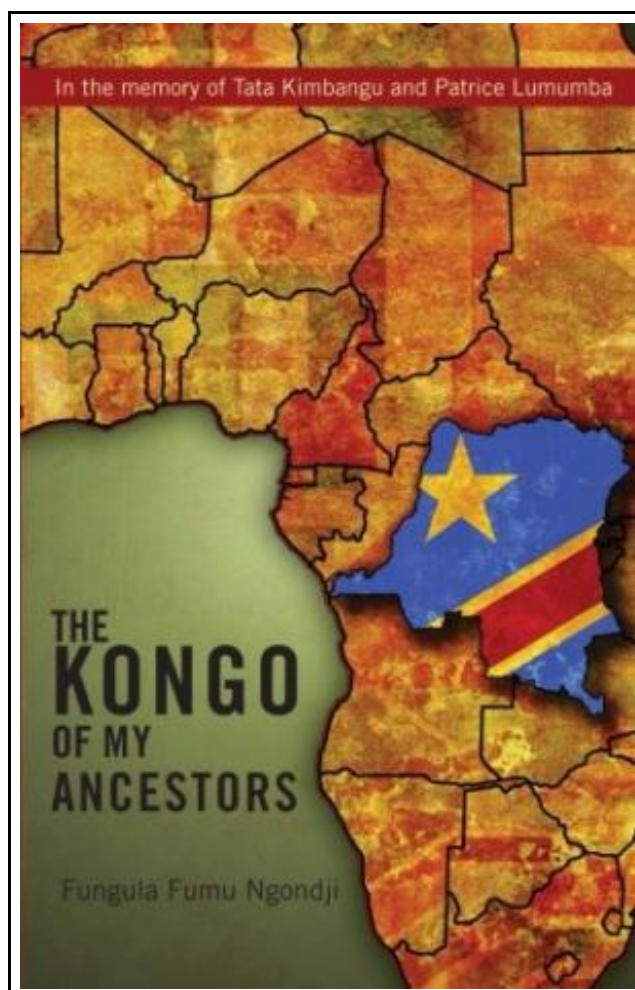 In the memory of Tata Kimbangu and Patrice Lumumba
THE
KONGO
OF MY
ANCESTORS
Fungula Fumu Ngondji